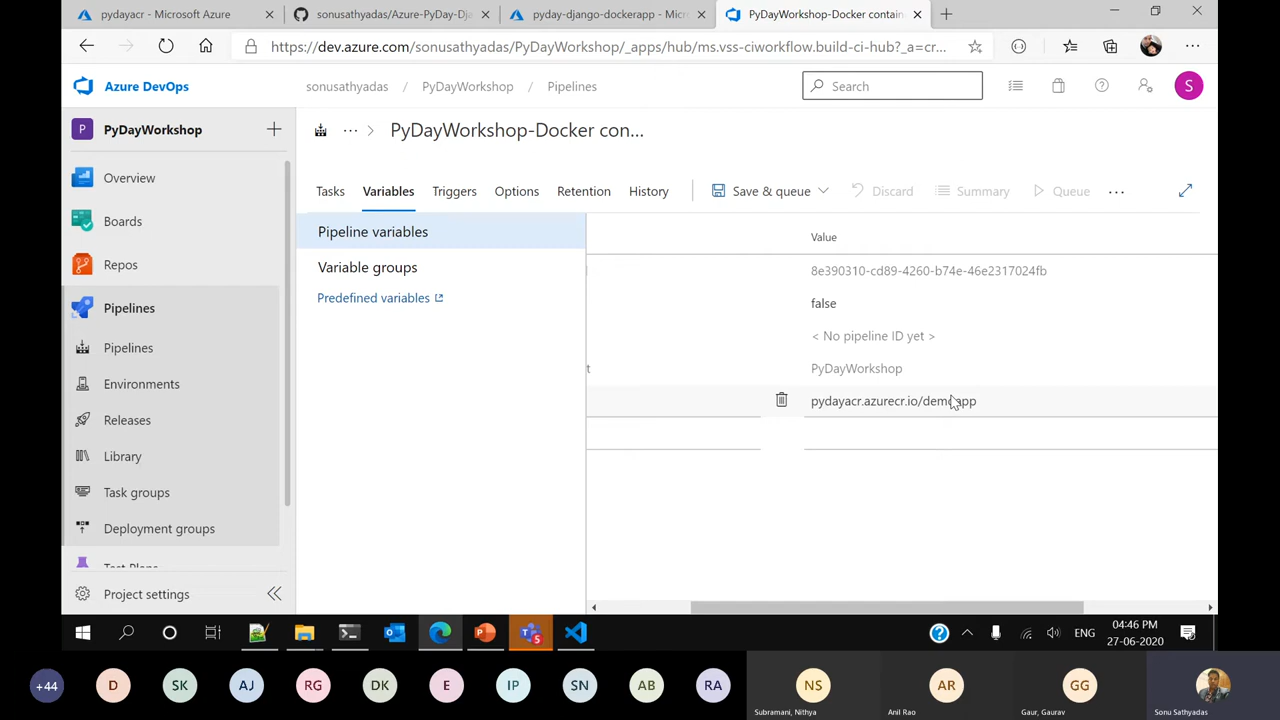 pydayacr - Microsoft Azure
sonusathyadas/Azure-PyDay-Dj
pyday-django-dockerapp - Micr
PyDayWorkshop-Docker contain
https://dev.azure.com/sonusathyadas/PyDayWorkshop/_apps/hub/ms.vss-ciworkflow.build-ci-hub?_a=cr...
Azure DevOps
sonusathyadas / PyDayWorkshop / Pipelines
Search
S
P PyDayWorkshop
Overview
Boards
Repos
Pipelines
Pipelines
Environments
Releases
Library
Task groups
Deployment groups
Test Plans
Project settings
PyDayWorkshop-Docker con...
Tasks Variables Triggers Options Retention History Save & queue Discard Summary Queue ...
Pipeline variables
Variable groups
Predefined variables
Value
8e390310-cd89-4260-b74e-46e2317024fb
false
< No pipeline ID yet >
t PyDayWorkshop
pydayacr.azurecr.io/demoapp
ENG
04:46 PM
27-06-2020
+44 D SK AJ RG DK E IP SN AB RA NS AR GG
Subramani, Nithya
Anil Rao
Gaur, Gaurav
Sonu Sathyadas